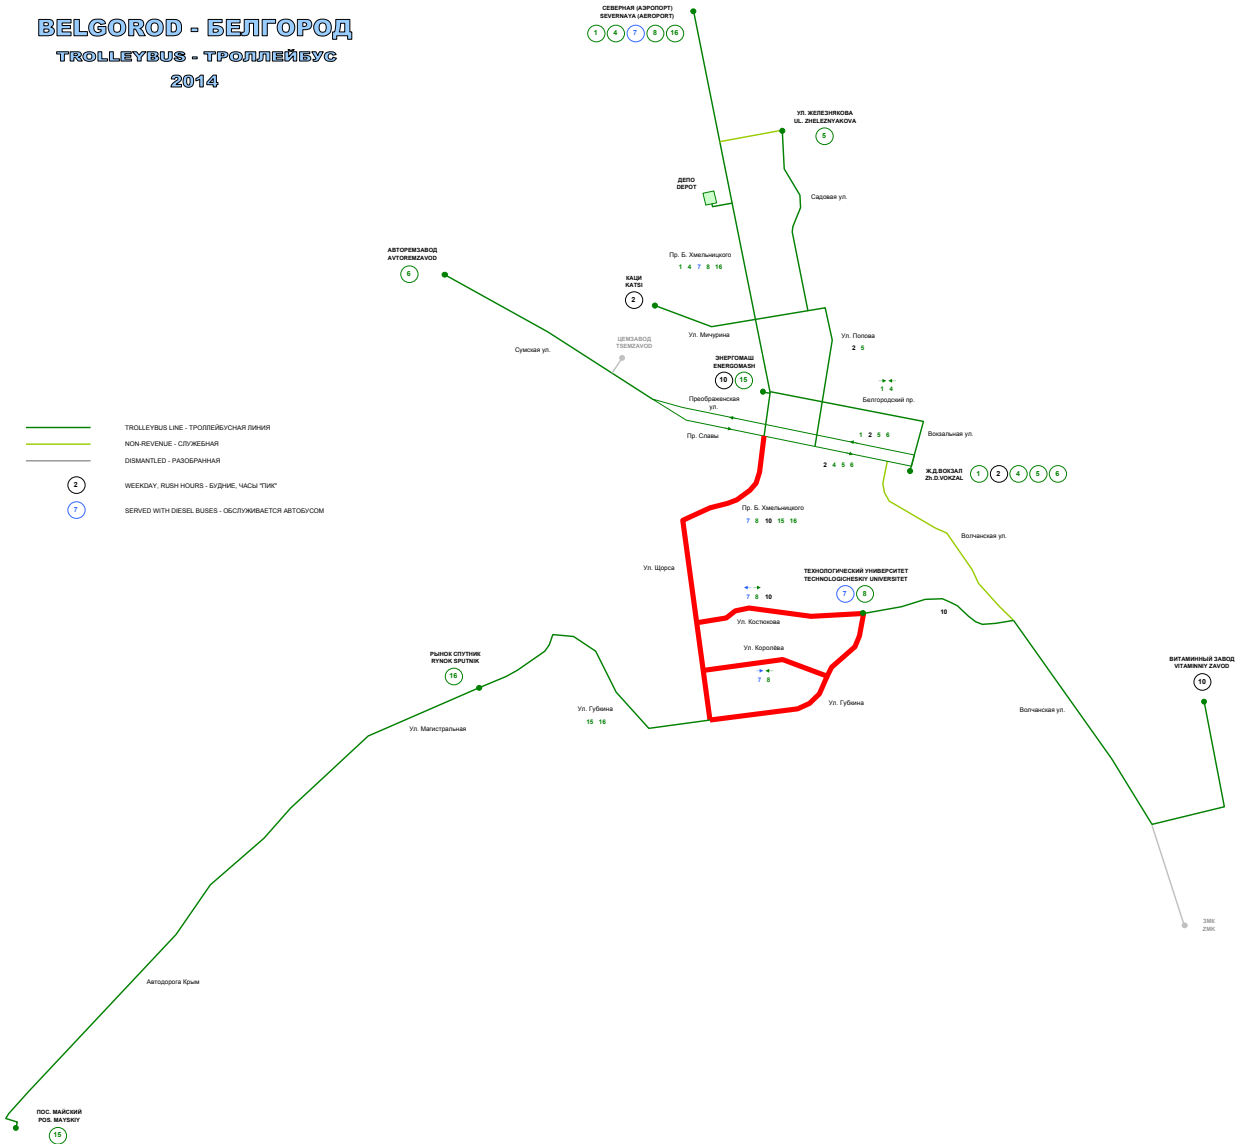 BELGOROD - БЕЛГОРОД
TROLLEYBUS - ТРОЛЛЕЙБУС
2014
СЕВЕРНАЯ (АЭРОПОРТ)
SEVERNAYA (AEROPORT)
1 4 7 8 16
УЛ. ЖЕЛЕЗНЯКОВА
UL. ZHELEZNYAKOVA
5
ДЕПО
DEPOT
Садовая ул.
АВТОРЕМЗАВОД
AVTOREMZAVOD
6
Пр. Б. Хмельницкого
1 4 7 8 16
КАЦИ
KATSI
2
Ул. Мичурина
Ул. Попова
2 5
ЦЕМЗАВОД
TSEMZAVOD
Сумская ул.
ЭНЕРГОМАШ
ENERGOMASH
10 15
1 4
Белгородский пр.
Преображенская
ул.
Пр. Славы
1 2 5 6
Вокзальная ул.
2 4 5 6
Ж.Д.ВОКЗАЛ
Zh.D.VOKZAL
1 2 4 5 6
TROLLEYBUS LINE - ТРОЛЛЕЙБУСНАЯ ЛИНИЯ
NON-REVENUE - СЛУЖЕБНАЯ
DISMANTLED - РАЗОБРАННАЯ
2 WEEKDAY, RUSH HOURS - БУДНИЕ, ЧАСЫ "ПИК"
7 SERVED WITH DIESEL BUSES - ОБСЛУЖИВАЕТСЯ АВТОБУСОМ
Пр. Б. Хмельницкого
7 8 10 15 16
Волчанская ул.
Ул. Щорса
ТЕХНОЛОГИЧЕСКИЙ УНИВЕРСИТЕТ
TECHNOLOGICHESKIY UNIVERSITET
7 8
7 8 10
10
Ул. Костюкова
Ул. Королёва
7 8
РЫНОК СПУТНИК
RYNOK SPUTNIK
16
ВИТАМИННЫЙ ЗАВОД
VITAMINNIY ZAVOD
10
Ул. Губкина
15 16
Ул. Губкина
Волчанская ул.
Ул. Магистральная
ЗМК
ZMK
Автодорога Крым
ПОС. МАЙСКИЙ
POS. MAYSKIY
15